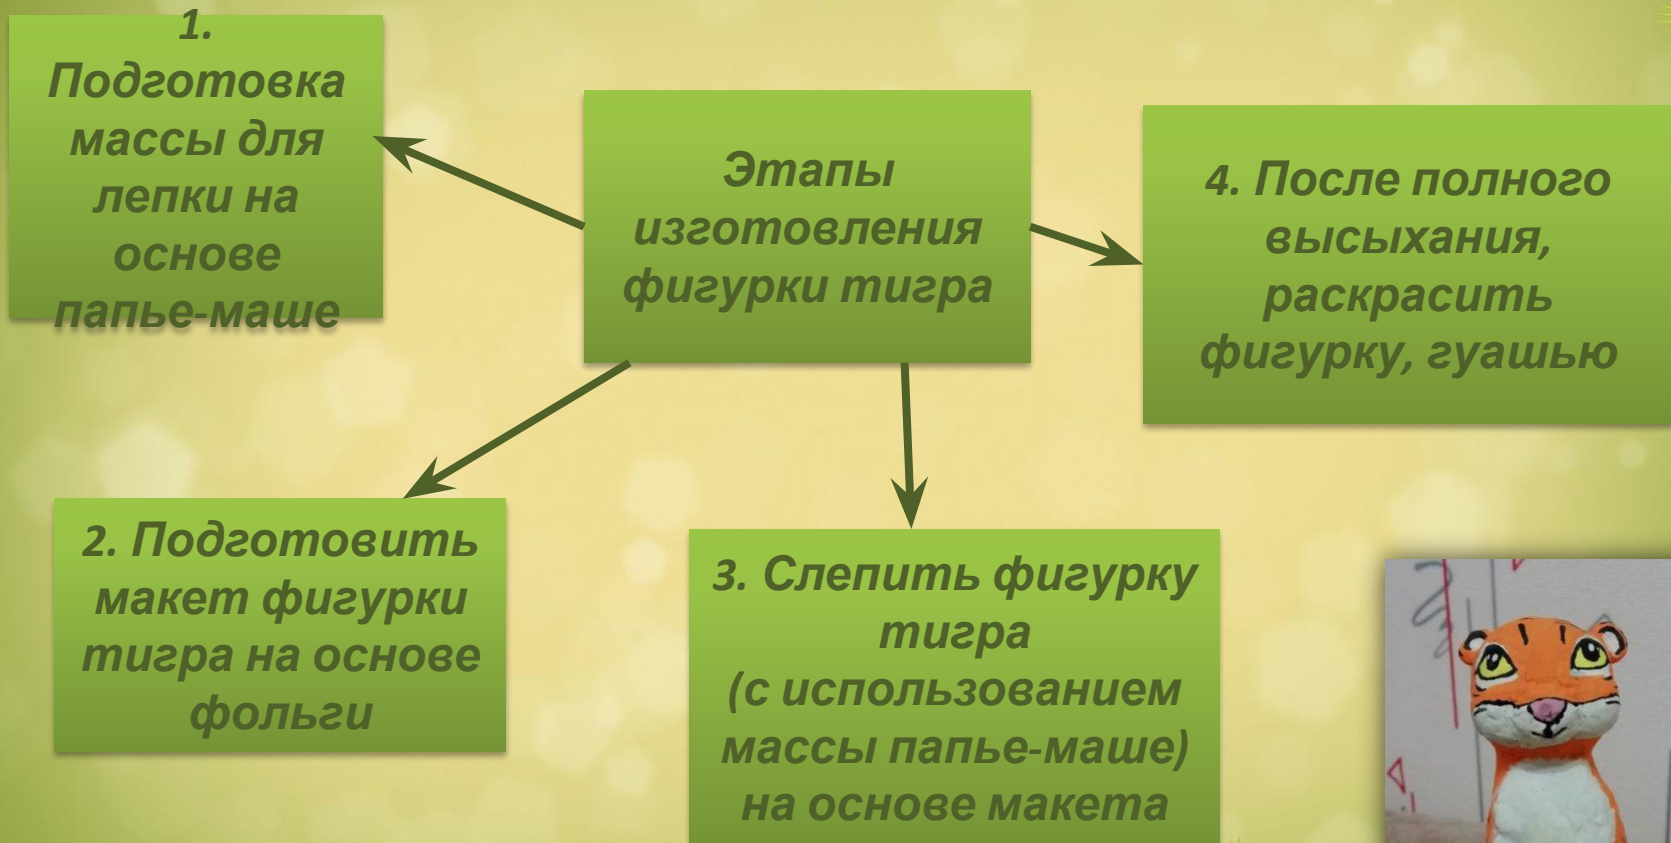 1.
Подготовка
массы для
лепки на
основе
папье-маше
Этапы
изготовления
фигурки тигра
4. После полного
высыхания,
раскрасить
фигурку, гуашью
2. Подготовить
макет фигурки
тигра на основе
фольги
3. Слепить фигурку
тигра
(с использованием
массы папье-маше)
на основе макета